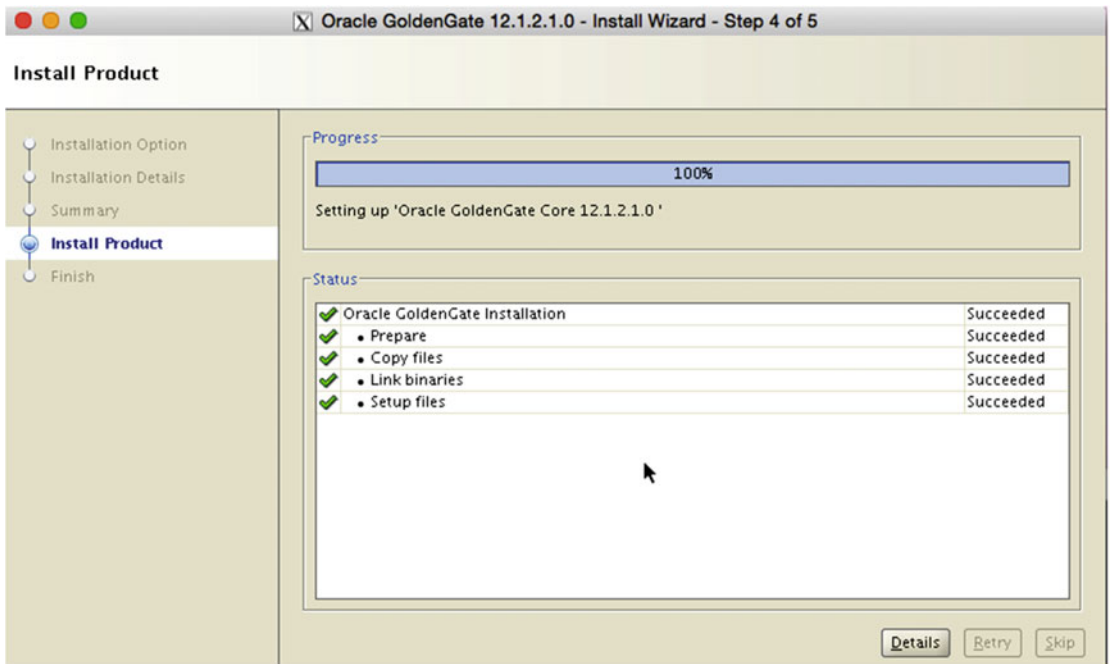 Oracle GoldenGate 12.1.2.1.0 - Install Wizard - Step 4 of 5
Install Product
Installation Option
Installation Details
Summary
Install Product
Finish
Progress
100%
Setting up 'Oracle GoldenGate Core 12.1.2.1.0 '
Status
Oracle GoldenGate Installation Succeeded
• Prepare Succeeded
• Copy files Succeeded
• Link binaries Succeeded
• Setup files Succeeded
Details Retry Skip